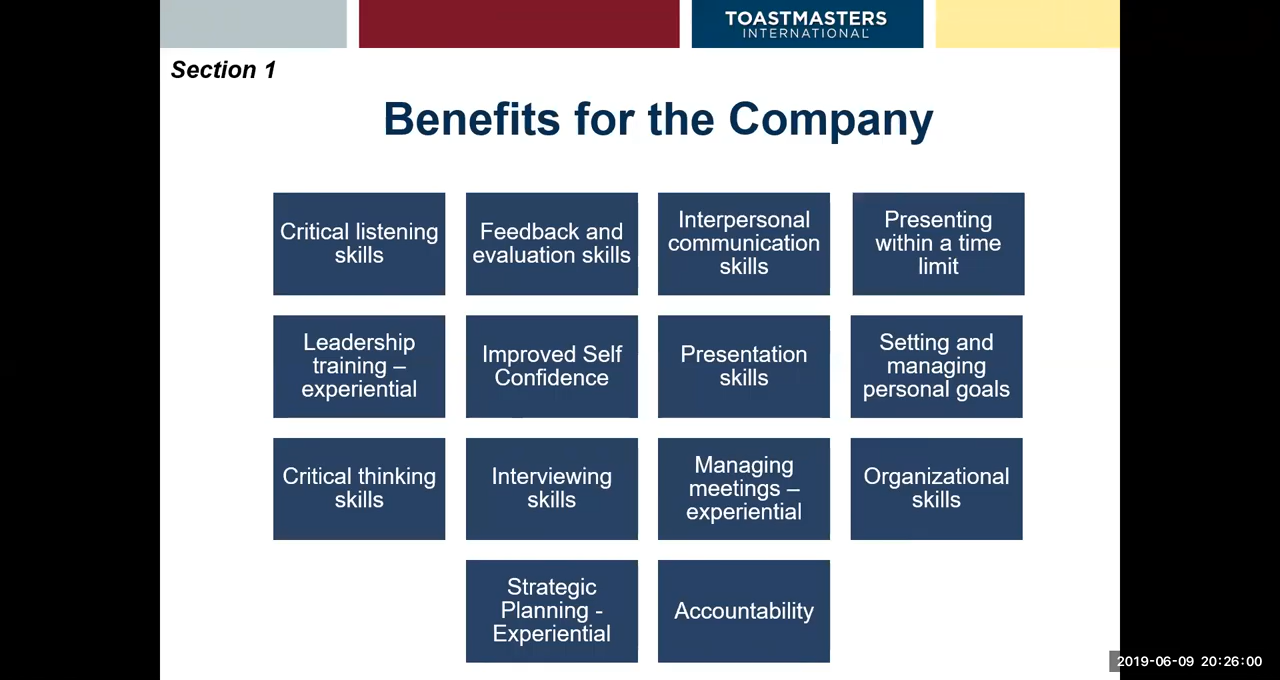 TOASTMASTERS
INTERNATIONAL
Section 1
Benefits for the Company
Critical listening
skills
Feedback and
evaluation skills
Interpersonal
communication
skills
Presenting
within a time
limit
Leadership
training –
experiential
Improved Self
Confidence
Presentation
skills
Setting and
managing
personal goals
Critical thinking
skills
Interviewing
skills
Managing
meetings –
experiential
Organizational
skills
Strategic
Planning -
Experiential
Accountability
2019-06-09 20:26:00